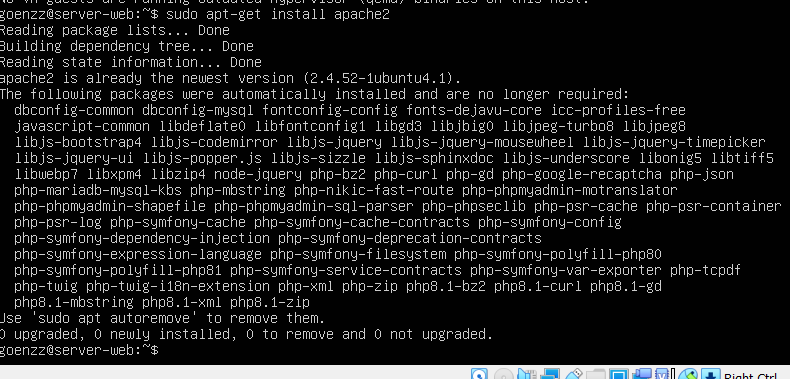 No VM guests are running outdated hypervisor (qemu) binaries on this host.
goenzz@server-web:~$ sudo apt-get install apache2
Reading package lists... Done
Building dependency tree... Done
Reading state information... Done
apache2 is already the newest version (2.4.52-1ubuntu4.1).
The following packages were automatically installed and are no longer required:
dbconfig-common dbconfig-mysql fontconfig-config fonts-dejavu-core icc-profiles-free
javascript-common libdeflate0 libfontconfig1 libgd3 libjbig0 libjpeg-turbo8 libjpeg8
libjs-bootstrap4 libjs-codemirror libjs-jquery libjs-jquery-mousewheel libjs-jquery-timepicker
libjs-jquery-ui libjs-popper.js libjs-sizzle libjs-sphinxdoc libjs-underscore libonig5 libtiff5
libwebp7 libxpm4 libzip4 node-jquery php-bz2 php-curl php-gd php-google-recaptcha php-json
php-mariadb-mysql-kbs php-mbstring php-nikic-fast-route php-phpmyadmin-motranslator
php-phpmyadmin-shapefile php-phpmyadmin-sql-parser php-phpseclib php-psr-cache php-psr-container
php-psr-log php-symfony-cache php-symfony-cache-contracts php-symfony-config
php-symfony-dependency-injection php-symfony-deprecation-contracts
php-symfony-expression-language php-symfony-filesystem php-symfony-polyfill-php80
php-symfony-polyfill-php81 php-symfony-service-contracts php-symfony-var-exporter php-tcpdf
php-twig php-twig-i18n-extension php-xml php-zip php8.1-bz2 php8.1-curl php8.1-gd
php8.1-mbstring php8.1-xml php8.1-zip
Use 'sudo apt autoremove' to remove them.
0 upgraded, 0 newly installed, 0 to remove and 0 not upgraded.
goenzz@server-web:~$
Right Ctrl